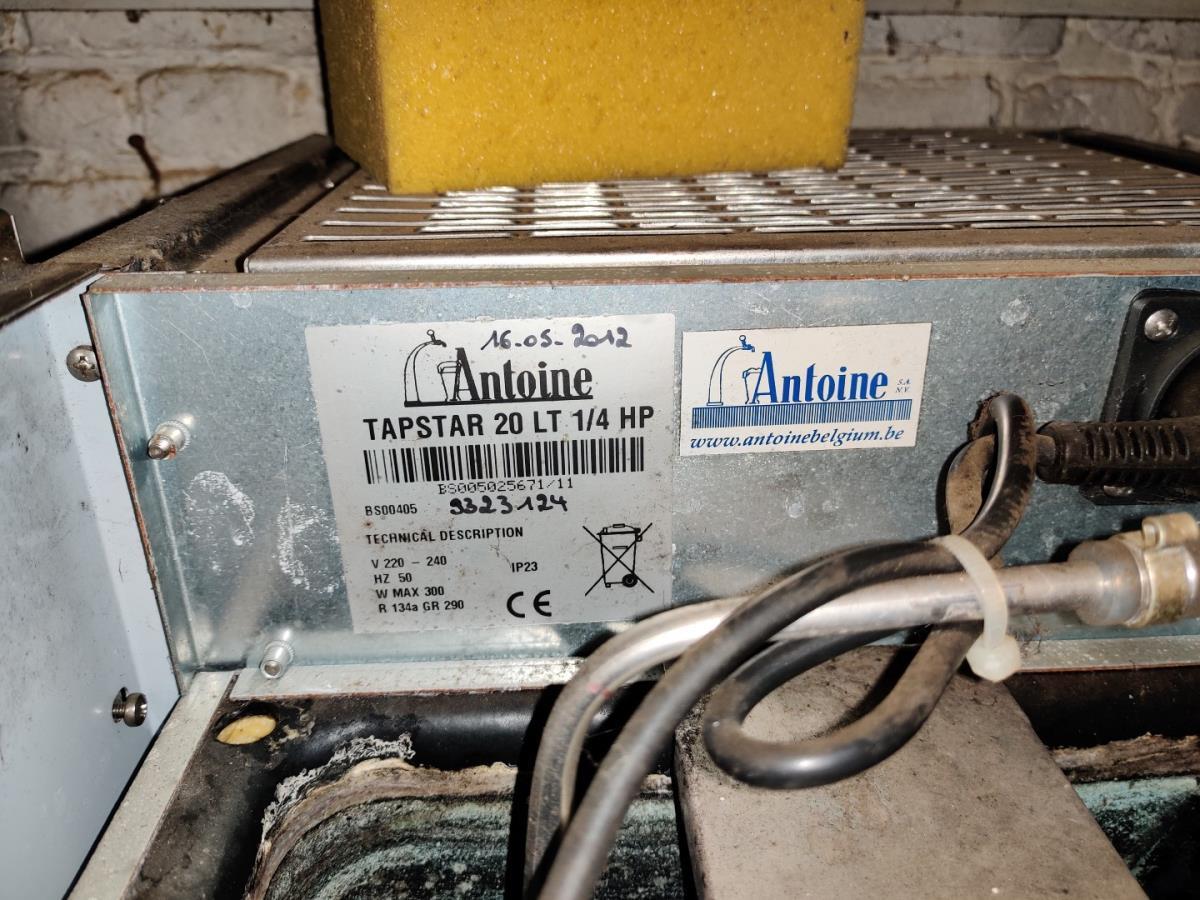 16-05-2012
Antoine
TAPSTAR 20 LT 1/4 HP
BS005025671/11
BS00405 9323124
TECHNICAL DESCRIPTION
V 220 - 240 IP23
HZ 50
W MAX 300
R 134a GR 290
CE
Antoine S.A. N.V.
www.antoinebelgium.be